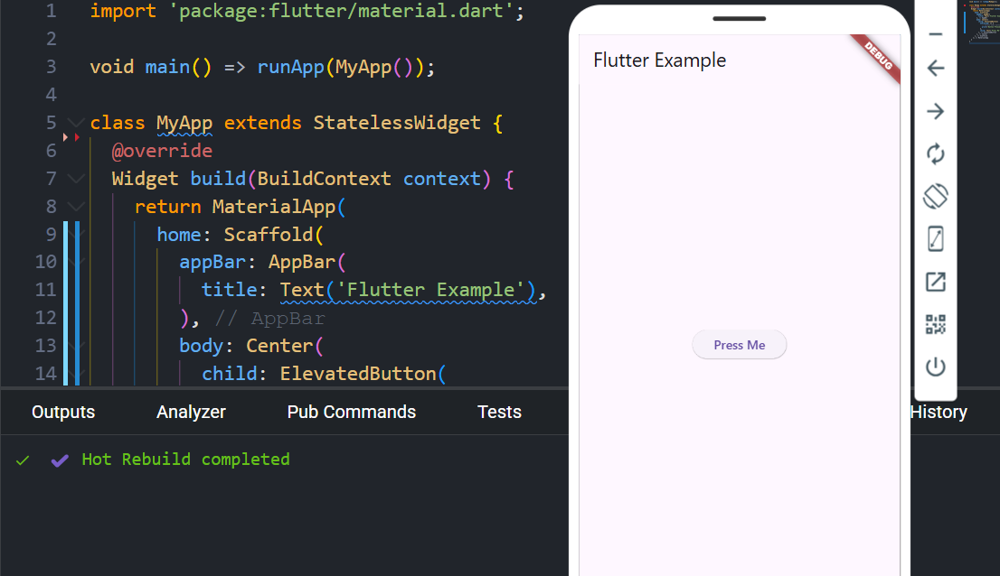 1 import 'package:flutter/material.dart';
2
3 void main() => runApp(MyApp());
4
5 class MyApp extends StatelessWidget {
6 @override
7 Widget build(BuildContext context) {
8 return MaterialApp(
9 home: Scaffold(
10 appBar: AppBar(
11 title: Text('Flutter Example'),
12 ), // AppBar
13 body: Center(
14 child: ElevatedButton(
Outputs Analyzer Pub Commands Tests History
Hot Rebuild completed
Flutter Example
DEBUG
Press Me